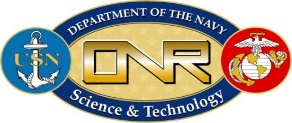 DEPARTMENT OF THE NAVY
USN
ONR
Science & Technology